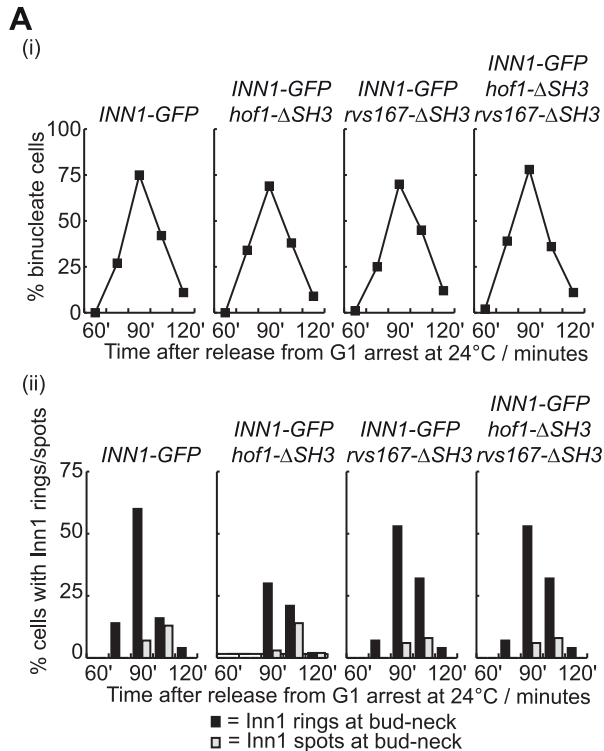 A
(i)
INN1-GFP
INN1-GFP
hof1-ΔSH3
INN1-GFP
rvs167-ΔSH3
INN1-GFP
hof1-ΔSH3
rvs167-ΔSH3
% binucleate cells
100
75
50
25
0
60' 90' 120' 60' 90' 120' 60' 90' 120' 60' 90' 120'
Time after release from G1 arrest at 24°C / minutes
(ii)
INN1-GFP
INN1-GFP
hof1-ΔSH3
INN1-GFP
rvs167-ΔSH3
INN1-GFP
hof1-ΔSH3
rvs167-ΔSH3
% cells with Inn1 rings/spots
75
50
25
0
60' 90' 120' 60' 90' 120' 60' 90' 120' 60' 90' 120'
Time after release from G1 arrest at 24°C / minutes
= Inn1 rings at bud-neck
= Inn1 spots at bud-neck